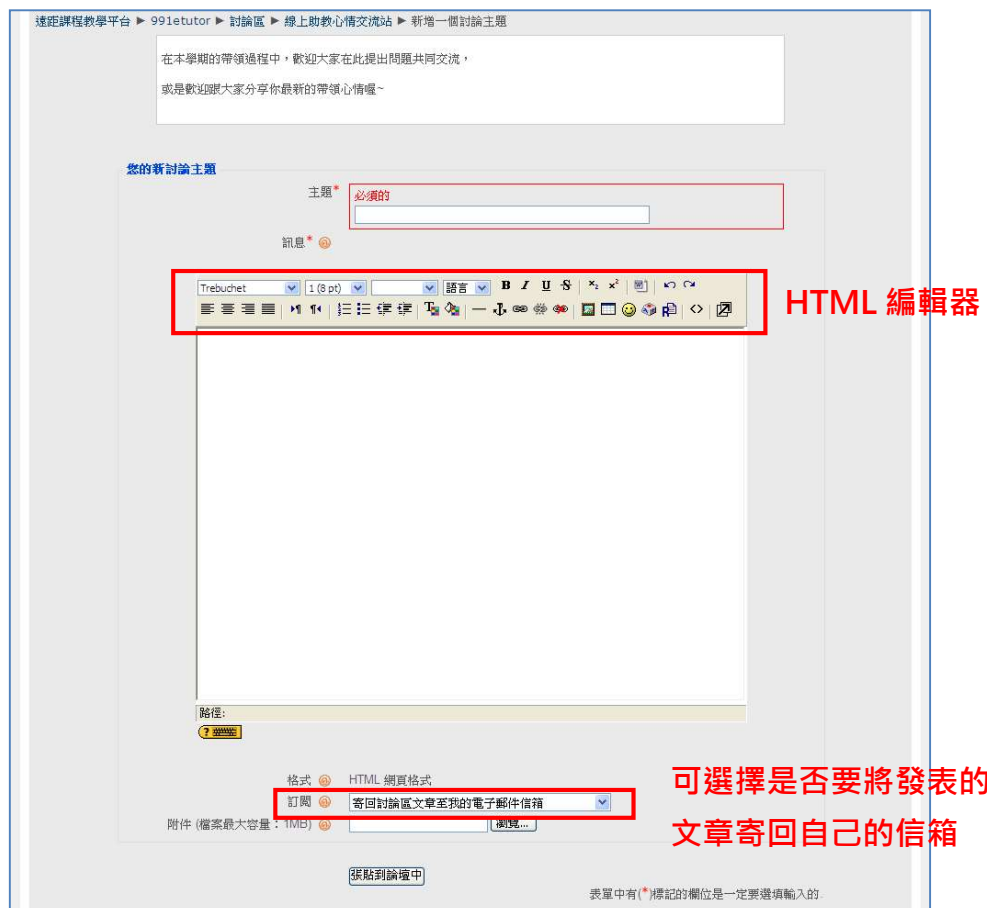 遠距課程教學平台 ► 991etutor ► 討論區 ► 線上助教心情交流站 ► 新增一個討論主題
在本學期的帶領過程中，歡迎大家在此提出問題共同交流，
或是歡迎跟大家分享你最新的帶領心情喔~
您的新討論主題
主題*
必須的
訊息*
Trebuchet 1 (8 pt) 語言 B I U S ×₂ x²
HTML 編輯器
路徑:
?
格式 HTML 網頁格式
訂閱 寄回討論區文章至我的電子郵件信箱
附件 (檔案最大容量：1MB) 瀏覽...
可選擇是否要將發表的
文章寄回自己的信箱
張貼到論壇中
表單中有(*)標記的欄位是一定要選填輸入的.